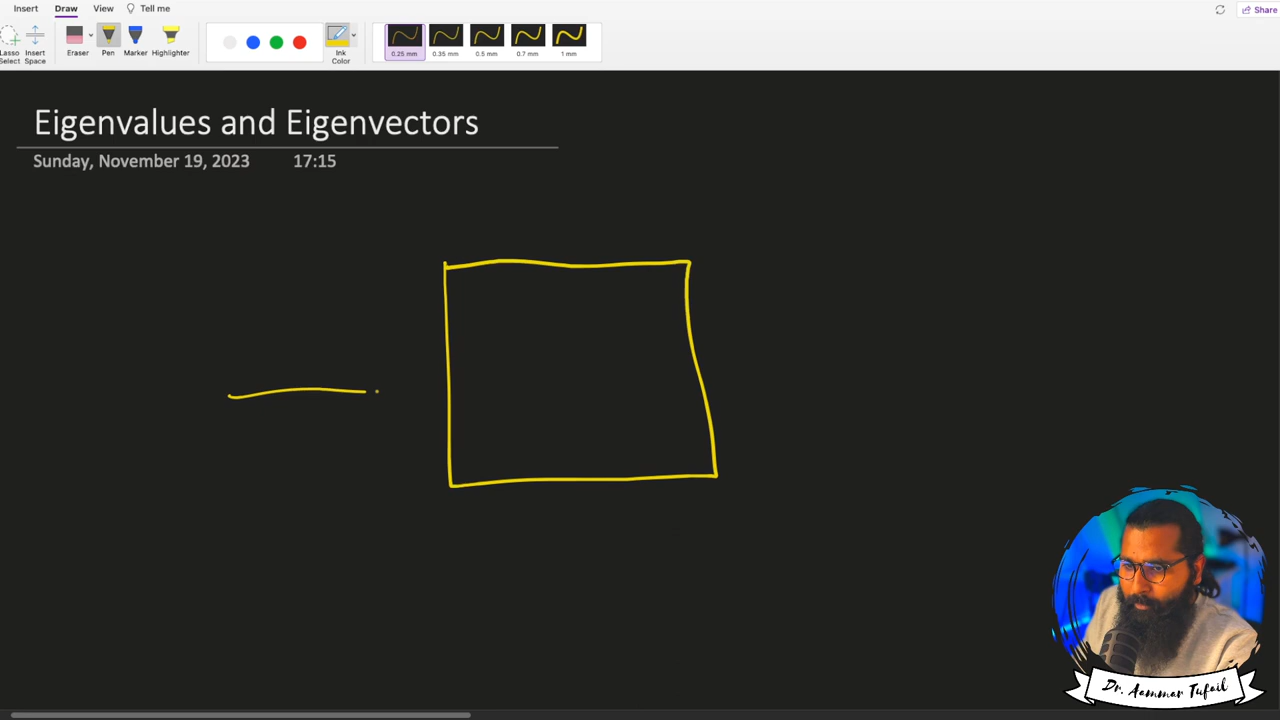 Insert Draw View Tell me Share
Lasso Select
Insert Space
Eraser
Pen
Marker
Highlighter
Ink Color
0.25 mm
0.35 mm
0.5 mm
0.7 mm
1 mm
Eigenvalues and Eigenvectors
Sunday, November 19, 2023 17:15
Dr. Aammar Tufail